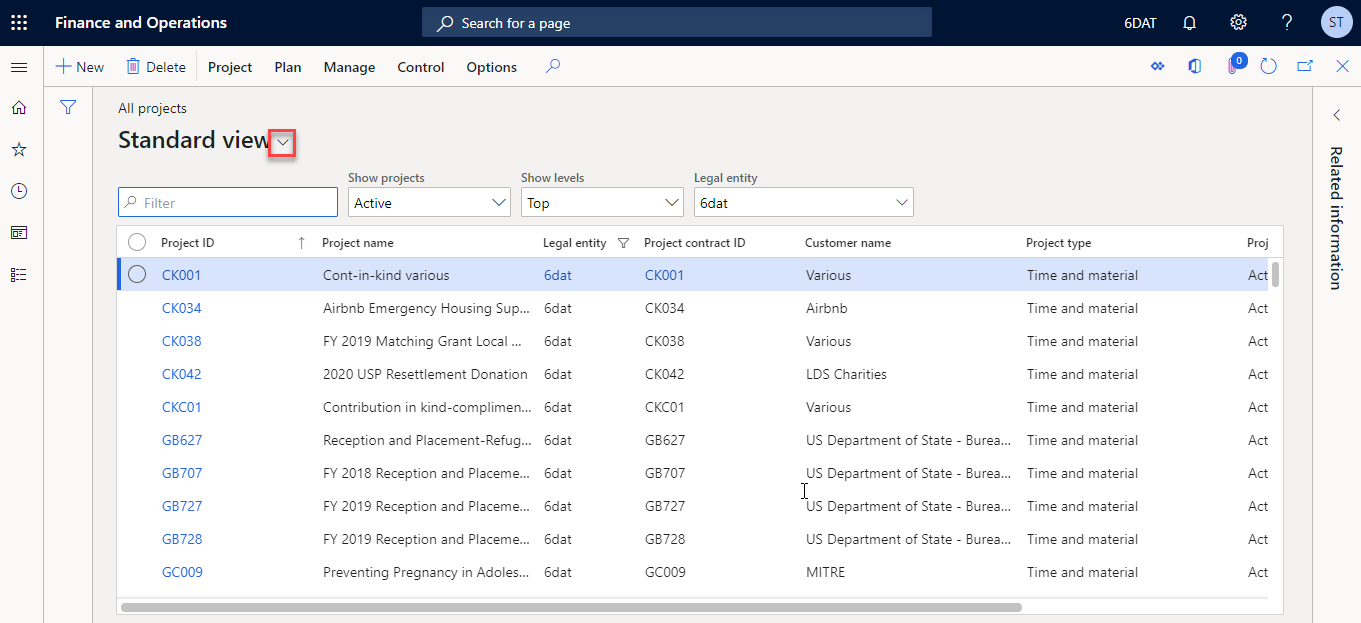 Finance and Operations Search for a page 6DAT ? ST
New Delete Project Plan Manage Control Options 0
All projects
Standard view
Show projects Show levels Legal entity
Filter Active Top 6dat
Project ID ↑ Project name Legal entity Project contract ID Customer name Project type Proj
CK001 Cont-in-kind various 6dat CK001 Various Time and material Act
CK034 Airbnb Emergency Housing Sup... 6dat CK034 Airbnb Time and material Act
CK038 FY 2019 Matching Grant Local ... 6dat CK038 Various Time and material Act
CK042 2020 USP Resettlement Donation 6dat CK042 LDS Charities Time and material Act
CKC01 Contribution in kind-complimen... 6dat CKC01 Various Time and material Act
GB627 Reception and Placement-Refug... 6dat GB627 US Department of State - Burea... Time and material Act
GB707 FY 2018 Reception and Placeme... 6dat GB707 US Department of State - Burea... Time and material Act
GB727 FY 2019 Reception and Placeme... 6dat GB727 US Department of State - Burea... Time and material Act
GB728 FY 2019 Reception and Placeme... 6dat GB728 US Department of State - Burea... Time and material Act
GC009 Preventing Pregnancy in Adoles... 6dat GC009 MITRE Time and material Act
Related information